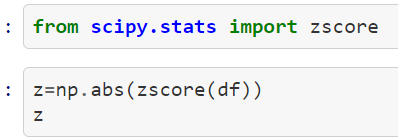 : from scipy.stats import zscore
: z=np.abs(zscore(df))
z